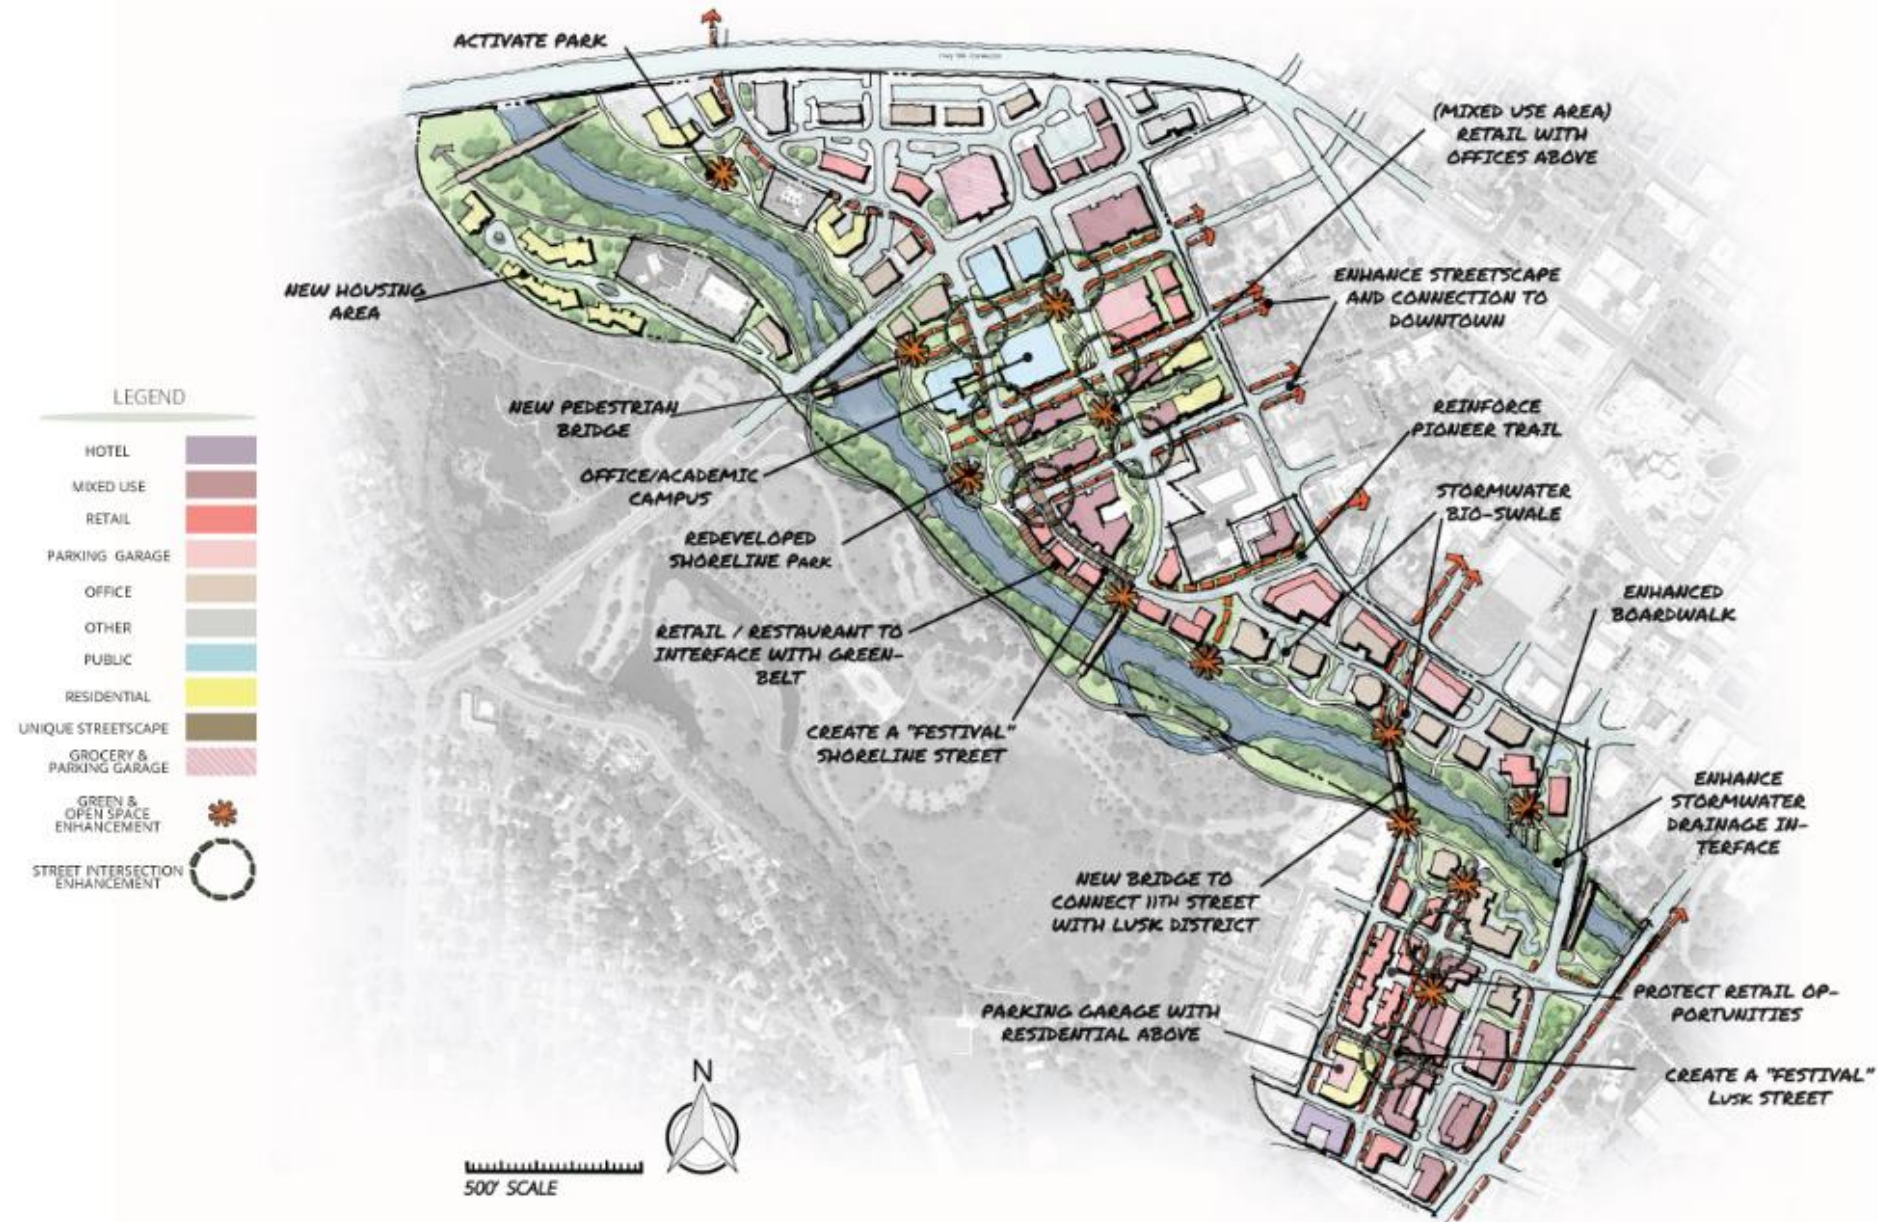 ACTIVATE PARK
(MIXED USE AREA)
RETAIL WITH
OFFICES ABOVE
NEW HOUSING
AREA
ENHANCE STREETSCAPE
AND CONNECTION TO
DOWNTOWN
NEW PEDESTRIAN
BRIDGE
REINFORCE
PIONEER TRAIL
OFFICE/ACADEMIC
CAMPUS
STORMWATER
BIO-SWALE
REDEVELOPED
SHORELINE PARK
ENHANCED
BOARDWALK
RETAIL / RESTAURANT TO
INTERFACE WITH GREEN-
BELT
CREATE A "FESTIVAL"
SHORELINE STREET
ENHANCE
STORMWATER
DRAINAGE IN-
TERFACE
NEW BRIDGE TO
CONNECT 11TH STREET
WITH LUSK DISTRICT
PROTECT RETAIL OP-
PORTUNITIES
PARKING GARAGE WITH
RESIDENTIAL ABOVE
CREATE A "FESTIVAL"
LUSK STREET
LEGEND
HOTEL
MIXED USE
RETAIL
PARKING GARAGE
OFFICE
OTHER
PUBLIC
RESIDENTIAL
UNIQUE STREETSCAPE
GROCERY &
PARKING GARAGE
GREEN &
OPEN SPACE
ENHANCEMENT
STREET INTERSECTION
ENHANCEMENT
N
500' SCALE